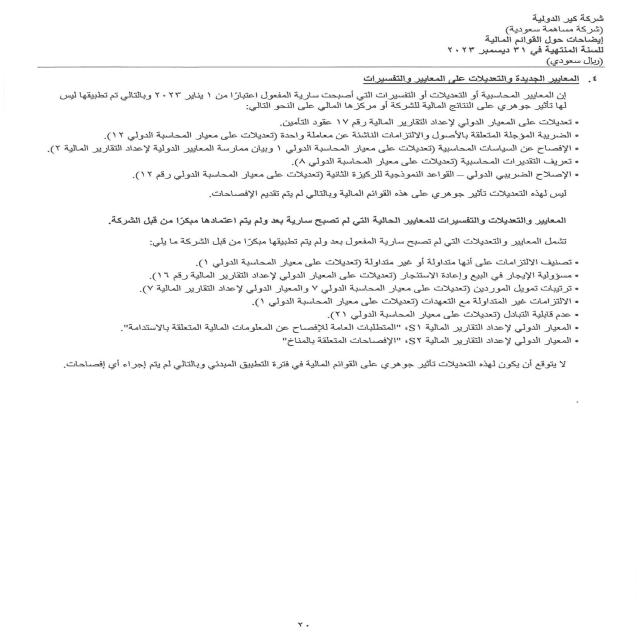 شركة كير الدولية
(شركة مساهمة سعودية)
إيضاحات حول القوائم المالية
للسنة المنتهية في ٣١ ديسمبر ٢٠٢٣
(ريال سعودي)
٤. المعايير الجديدة والتعديلات على المعايير والتفسيرات
إن المعايير المحاسبية أو التعديلات أو التفسيرات التي أصبحت سارية المفعول اعتبارًا من ١ يناير ٢٠٢٣ وبالتالي تم تطبيقها ليس
لها تأثير جوهري على النتائج المالية للشركة أو مركزها المالي على النحو التالي:
• تعديلات على المعيار الدولي لإعداد التقارير المالية رقم ١٧ عقود التأمين.
• الضريبة المؤجلة المتعلقة بالأصول والالتزامات الناشئة عن معاملة واحدة (تعديلات على معيار المحاسبة الدولي ١٢).
• الإفصاح عن السياسات المحاسبية (تعديلات على معيار المحاسبة الدولي ١ وبيان ممارسة المعايير الدولية لإعداد التقارير المالية ٢).
• تعريف التقديرات المحاسبية (تعديلات على معيار المحاسبة الدولي ٨).
• الإصلاح الضريبي الدولي – القواعد النموذجية للركيزة الثانية (تعديلات على معيار المحاسبة الدولي رقم ١٢).
ليس لهذه التعديلات تأثير جوهري على هذه القوائم المالية وبالتالي لم يتم تقديم الإفصاحات.
المعايير والتعديلات والتفسيرات للمعايير الحالية التي لم تصبح سارية بعد ولم يتم اعتمادها مبكرًا من قبل الشركة.
تشمل المعايير والتعديلات التي لم تصبح سارية المفعول بعد ولم يتم تطبيقها مبكرًا من قبل الشركة ما يلي:
• تصنيف الالتزامات على أنها متداولة أو غير متداولة (تعديلات على معيار المحاسبة الدولي ١).
• مسؤولية الإيجار في البيع وإعادة الاستئجار (تعديلات على المعيار الدولي لإعداد التقارير المالية رقم ١٦).
• ترتيبات تمويل الموردين (تعديلات على معيار المحاسبة الدولي ٧ والمعيار الدولي لإعداد التقارير المالية ٧).
• الالتزامات غير المتداولة مع التعهدات (تعديلات على معيار المحاسبة الدولي ١).
• عدم قابلية التبادل (تعديلات على معيار المحاسبة الدولي ٢١).
• المعيار الدولي لإعداد التقارير المالية S1، "المتطلبات العامة للإفصاح عن المعلومات المالية المتعلقة بالاستدامة".
• المعيار الدولي لإعداد التقارير المالية S2، "الإفصاحات المتعلقة بالمناخ"
لا يتوقع أن يكون لهذه التعديلات تأثير جوهري على القوائم المالية في فترة التطبيق المبدئي وبالتالي لم يتم إجراء أي إفصاحات.
٢٠